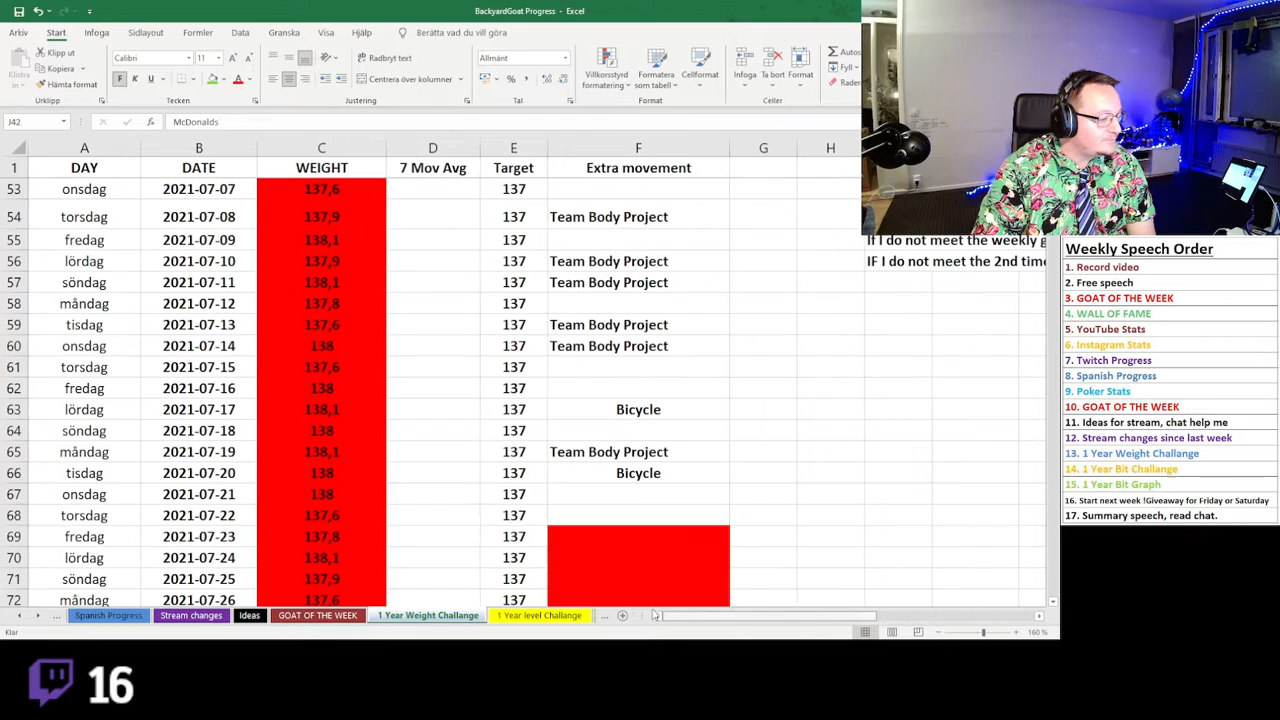 BackyardGoat Progress - Excel
Arkiv Start Infoga Sidlayout Formler Data Granska Visa Hjälp Berätta vad du vill göra
Klistra
Klipp ut
Kopiera
Hämta format
Urklipp
Calibri 11
F K U
Tecken
Radbryt text
Centrera över kolumner
Justering
Allmänt
Tal
Villkorsstyrd formatering
Formatera som tabell
Cellformat
Format
Infoga Ta bort Format
Celler
Autos
Fyll
Rader
J42 fx McDonalds
A B C D E F G H
1 DAY DATE WEIGHT 7 Mov Avg Target Extra movement
53 onsdag 2021-07-07 137,6 137
54 torsdag 2021-07-08 137,9 137 Team Body Project
55 fredag 2021-07-09 138,1 137 If I do not meet the weekly g
56 lördag 2021-07-10 137,9 137 Team Body Project IF I do not meet the 2nd time
57 söndag 2021-07-11 138,1 137 Team Body Project
58 måndag 2021-07-12 137,8 137
59 tisdag 2021-07-13 137,6 137 Team Body Project
60 onsdag 2021-07-14 138 137 Team Body Project
61 torsdag 2021-07-15 137,6 137
62 fredag 2021-07-16 138 137
63 lördag 2021-07-17 138,1 137 Bicycle
64 söndag 2021-07-18 138 137
65 måndag 2021-07-19 138,1 137 Team Body Project
66 tisdag 2021-07-20 138 137 Bicycle
67 onsdag 2021-07-21 138 137
68 torsdag 2021-07-22 137,6 137
69 fredag 2021-07-23 137,8 137
70 lördag 2021-07-24 138,1 137
71 söndag 2021-07-25 137,9 137
72 måndag 2021-07-26 137,6 137
... Spanish Progress Stream changes Ideas GOAT OF THE WEEK 1 Year Weight Challange 1 Year level Challange ...
Klar
160 %
Weekly Speech Order
1. Record video
2. Free speech
3. GOAT OF THE WEEK
4. WALL OF FAME
5. YouTube Stats
6. Instagram Stats
7. Twitch Progress
8. Spanish Progress
9. Poker Stats
10. GOAT OF THE WEEK
11. Ideas for stream, chat help me
12. Stream changes since last week
13. 1 Year Weight Challange
14. 1 Year Bit Challange
15. 1 Year Bit Graph
16. Start next week !Giveaway for Friday or Saturday
17. Summary speech, read chat.
16